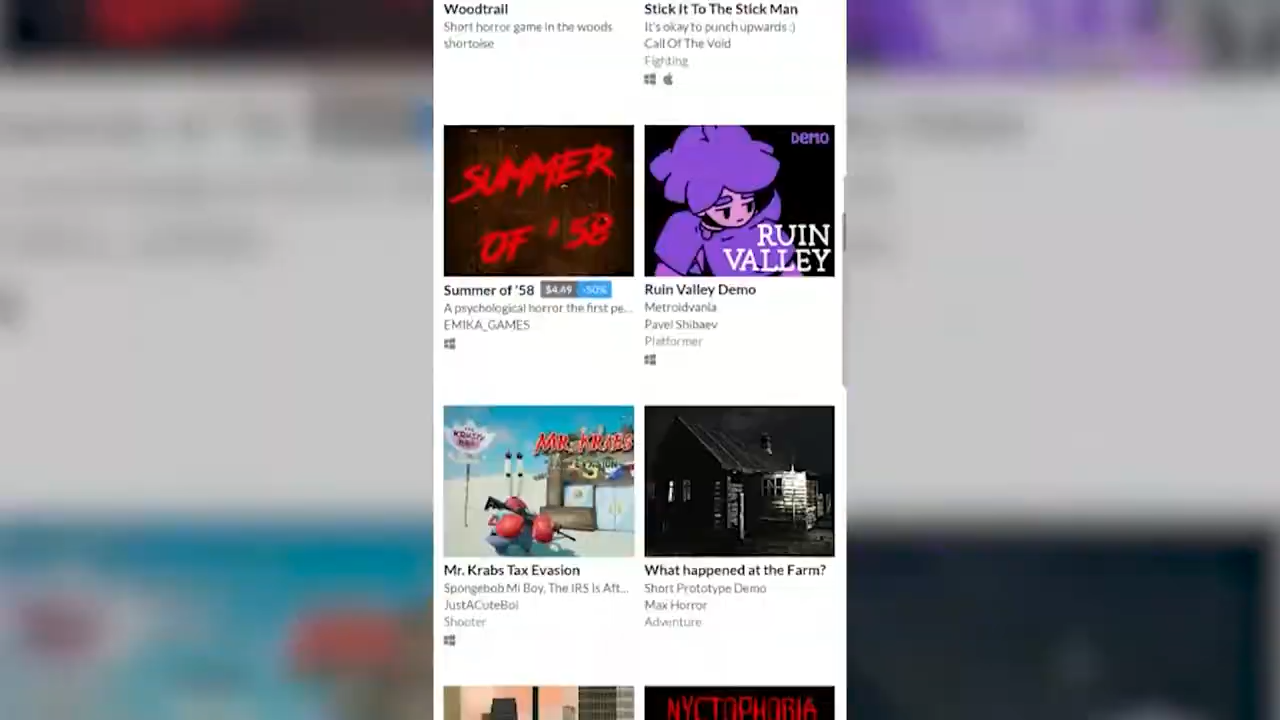 Woodtrail
Short horror game in the woods
shortoise
Stick It To The Stick Man
It's okay to punch upwards :)
Call Of The Void
Fighting
SUMMER
OF '58
Summer of '58 $4.49 -50%
A psychological horror the first pe...
EMIKA_GAMES
DEMO
RUIN
VALLEY
Ruin Valley Demo
Metroidvania
Pavel Shibaev
Platformer
MR. KRABS
Mr. Krabs Tax Evasion
Spongebob Mi Boy, The IRS Is Aft...
JustACuteBoi
Shooter
What happened at the Farm?
Short Prototype Demo
Max Horror
Adventure
NYCTOPHOBIA